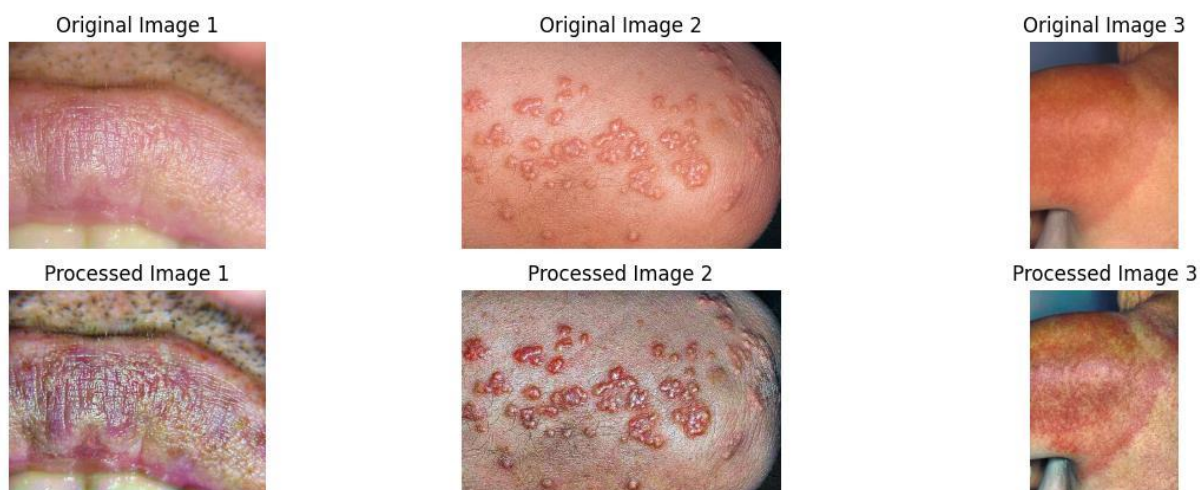 Original Image 1
Original Image 2
Original Image 3
Processed Image 1
Processed Image 2
Processed Image 3